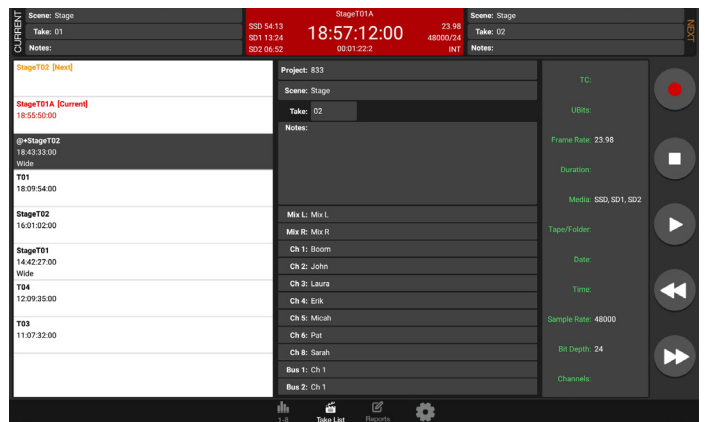 CURRENT
Scene: Stage
Take: 01
Notes:
SSD 54:13
SD1 13:24
SD2 06:52
StageT01A
18:57:12:00
00:01:22:2
23.98
48000/24
INT
Scene: Stage
Take: 02
Notes:
NEXT
StageT02 [Next]
StageT01A [Current]
18:55:50:00
@+StageT02
18:43:33:00
Wide
T01
18:09:54:00
StageT02
16:01:02:00
StageT01
14:42:27:00
Wide
T04
12:09:35:00
T03
11:07:32:00
Project: 833
Scene: Stage
Take: 02
Notes:
Mix L: Mix L
Mix R: Mix R
Ch 1: Boom
Ch 2: John
Ch 3: Laura
Ch 4: Erik
Ch 5: Micah
Ch 6: Pat
Ch 8: Sarah
Bus 1: Ch 1
Bus 2: Ch 1
TC:
UBits:
Frame Rate: 23.98
Duration:
Media: SSD, SD1, SD2
Tape/Folder:
Date:
Time:
Sample Rate: 48000
Bit Depth: 24
Channels:
1-8
Take List
Reports